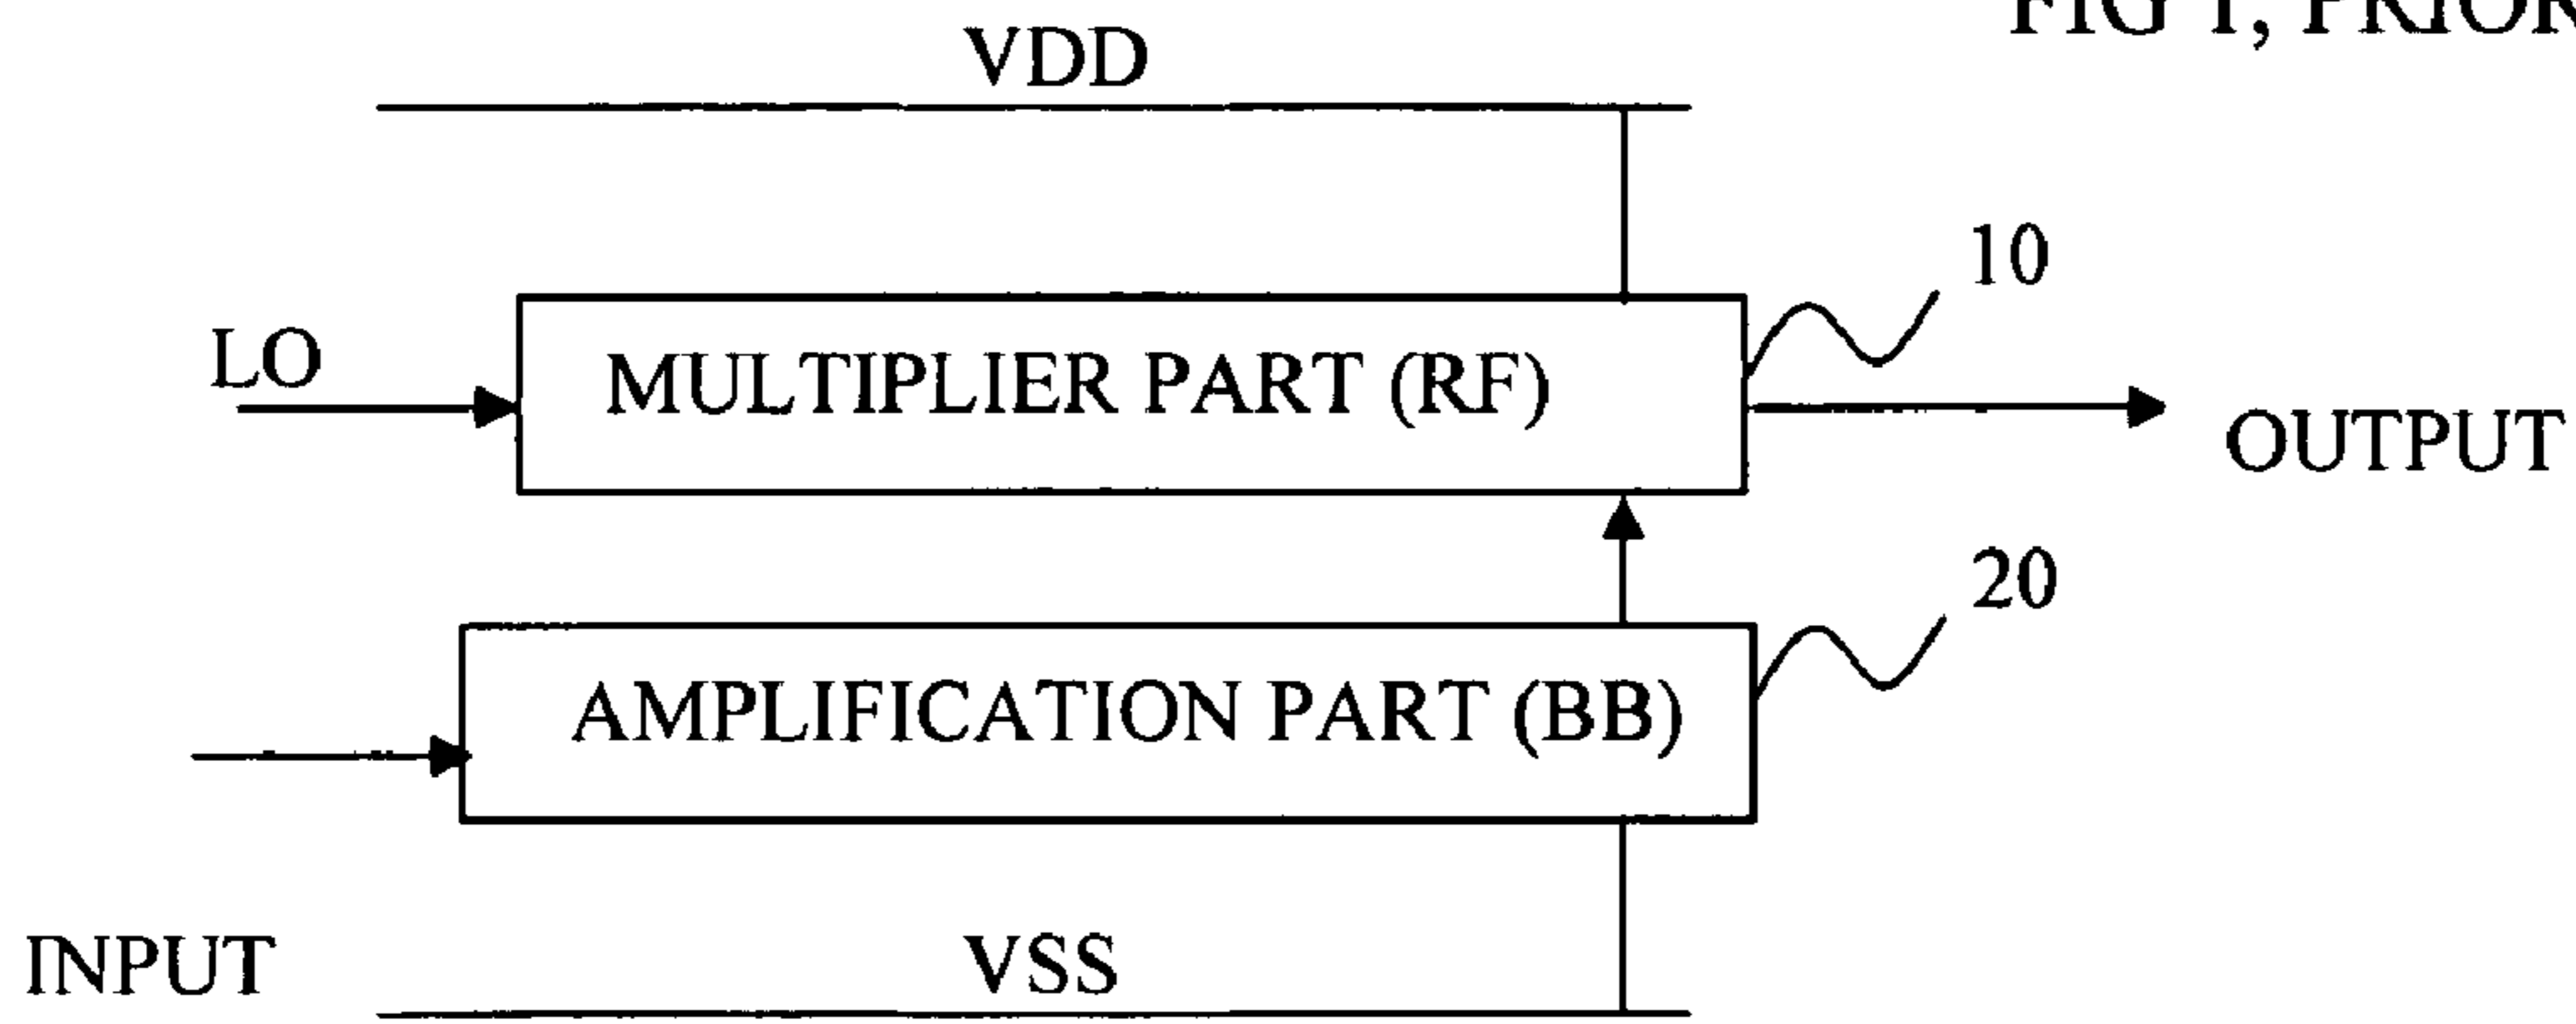 FIG 1, PRIOR
VDD
10
LO
MULTIPLIER PART (RF)
OUTPUT
20
AMPLIFICATION PART (BB)
INPUT
VSS